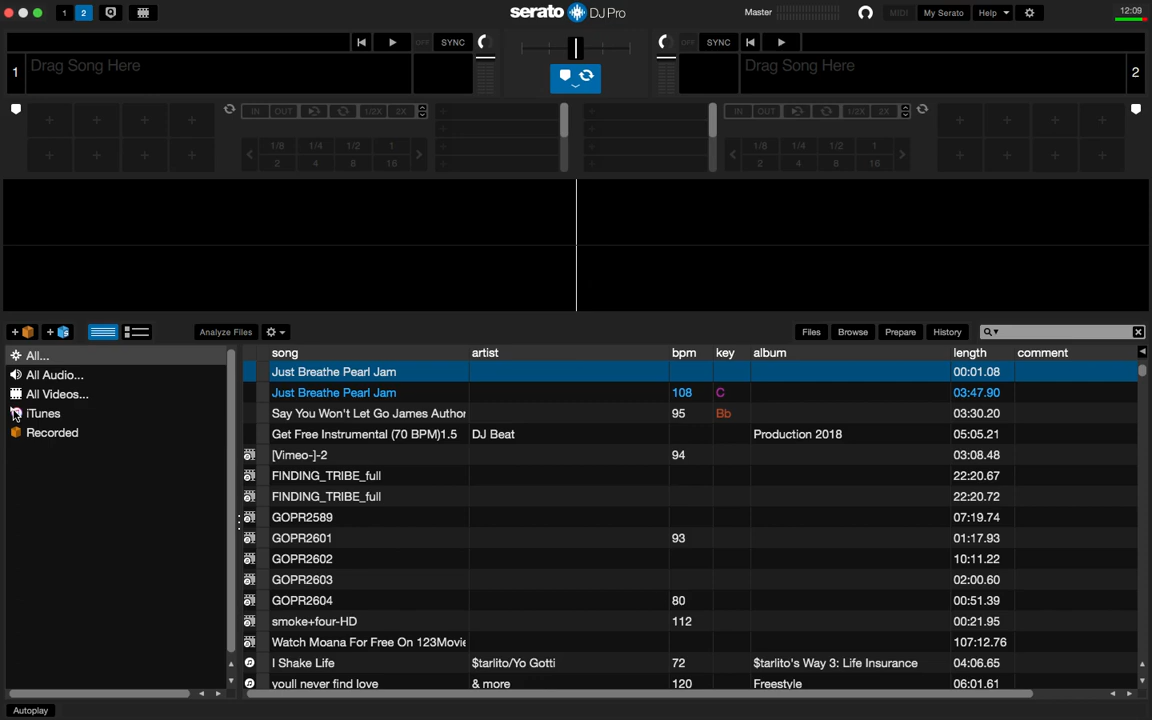 1 2 serato DJ Pro Master MIDI My Serato Help 12:09
OFF SYNC OFF SYNC
1 Drag Song Here Drag Song Here 2
IN OUT 1/2X 2X IN OUT 1/2X 2X
1/8 1/4 1/2 1 1/8 1/4 1/2 1
2 4 8 16 2 4 8 16
Analyze Files Files Browse Prepare History
song artist bpm key album length comment
All...
All Audio...
All Videos...
iTunes
Recorded
Just Breathe Pearl Jam 00:01.08
Just Breathe Pearl Jam 108 C 03:47.90
Say You Won't Let Go James Author 95 Bb 03:30.20
Get Free Instrumental (70 BPM)1.5 DJ Beat Production 2018 05:05.21
[Vimeo-]-2 94 03:08.48
FINDING_TRIBE_full 22:20.67
FINDING_TRIBE_full 22:20.72
GOPR2589 07:19.74
GOPR2601 93 01:17.93
GOPR2602 10:11.22
GOPR2603 02:00.60
GOPR2604 80 00:51.39
smoke+four-HD 112 00:21.95
Watch Moana For Free On 123Movie 107:12.76
I Shake Life $tarlito/Yo Gotti 72 $tarlito's Way 3: Life Insurance 04:06.65
youll never find love & more 120 Freestyle 06:01.61
Autoplay